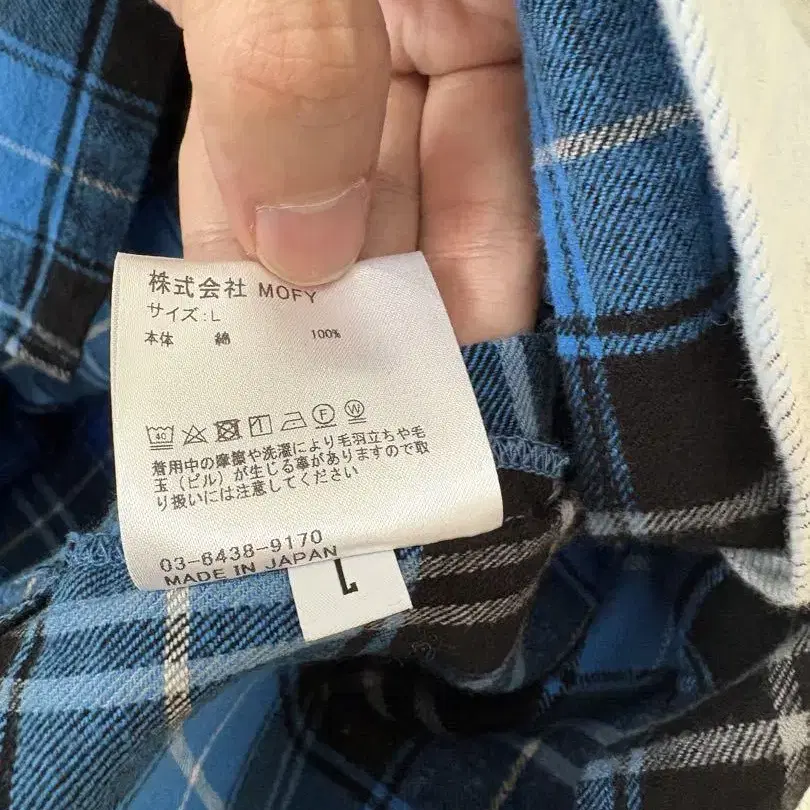 株式会社 MOFY
サイズ:L
本体 綿 100%
40 F W
着用中の摩擦や洗濯により毛羽立ちや毛
玉（ピル）が生じる事がありますので取
り扱いには注意してください
03-6438-9170
MADE IN JAPAN
L